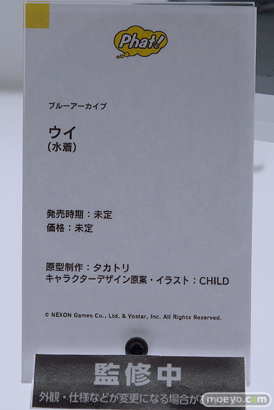 Phat!
ブルーアーカイブ
ウイ
(水着)
発売時期：未定
価格：未定
原型制作：タカトリ
キャラクターデザイン原案・イラスト：CHILD
© NEXON Games Co., Ltd. & Yostar, Inc. All Rights Reserved.
監修中
外観・仕様などが変更になる場合が
moeyo.com